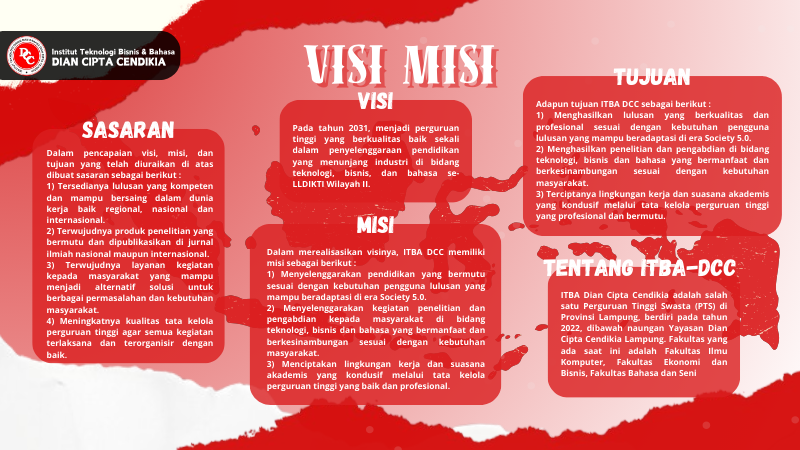 Institut Teknologi Bisnis & Bahasa
DIAN CIPTA CENDIKIA
VISI MISI
SASARAN
Dalam pencapaian visi, misi, dan
tujuan yang telah diuraikan di atas
dibuat sasaran sebagai berikut :
1) Tersedianya lulusan yang kompeten
dan mampu bersaing dalam dunia
kerja baik regional, nasional dan
internasional.
2) Terwujudnya produk penelitian yang
bermutu dan dipublikasikan di jurnal
ilmiah nasional maupun internasional.
3) Terwujudnya layanan kegiatan
kepada masyarakat yang mampu
menjadi alternatif solusi untuk
berbagai permasalahan dan kebutuhan
masyarakat.
4) Meningkatnya kualitas tata kelola
perguruan tinggi agar semua kegiatan
terlaksana dan terorganisir dengan
baik.
VISI
Pada tahun 2031, menjadi perguruan
tinggi yang berkualitas baik sekali
dalam penyelenggaraan pendidikan
yang menunjang industri di bidang
teknologi, bisnis, dan bahasa se-
LLDIKTI Wilayah II.
MISI
Dalam merealisasikan visinya, ITBA DCC memiliki
misi sebagai berikut :
1) Menyelenggarakan pendidikan yang bermutu
sesuai dengan kebutuhan pengguna lulusan yang
mampu beradaptasi di era Society 5.0.
2) Menyelenggarakan kegiatan penelitian dan
pengabdian kepada masyarakat di bidang
teknologi, bisnis dan bahasa yang bermanfaat dan
berkesinambungan sesuai dengan kebutuhan
masyarakat.
3) Menciptakan lingkungan kerja dan suasana
akademis yang kondusif melalui tata kelola
perguruan tinggi yang baik dan profesional.
TUJUAN
Adapun tujuan ITBA DCC sebagai berikut :
1) Menghasilkan lulusan yang berkualitas dan
profesional sesuai dengan kebutuhan pengguna
lulusan yang mampu beradaptasi di era Society 5.0.
2) Menghasilkan penelitian dan pengabdian di bidang
teknologi, bisnis dan bahasa yang bermanfaat dan
berkesinambungan sesuai dengan kebutuhan
masyarakat.
3) Terciptanya lingkungan kerja dan suasana akademis
yang kondusif melalui tata kelola perguruan tinggi
yang profesional dan bermutu.
TENTANG ITBA-DCC
ITBA Dian Cipta Cendikia adalah salah
satu Perguruan Tinggi Swasta (PTS) di
Provinsi Lampung, berdiri pada tahun
2022, dibawah naungan Yayasan Dian
Cipta Cendikia Lampung. Fakultas yang
ada saat ini adalah Fakultas Ilmu
Komputer, Fakultas Ekonomi dan
Bisnis, Fakultas Bahasa dan Seni